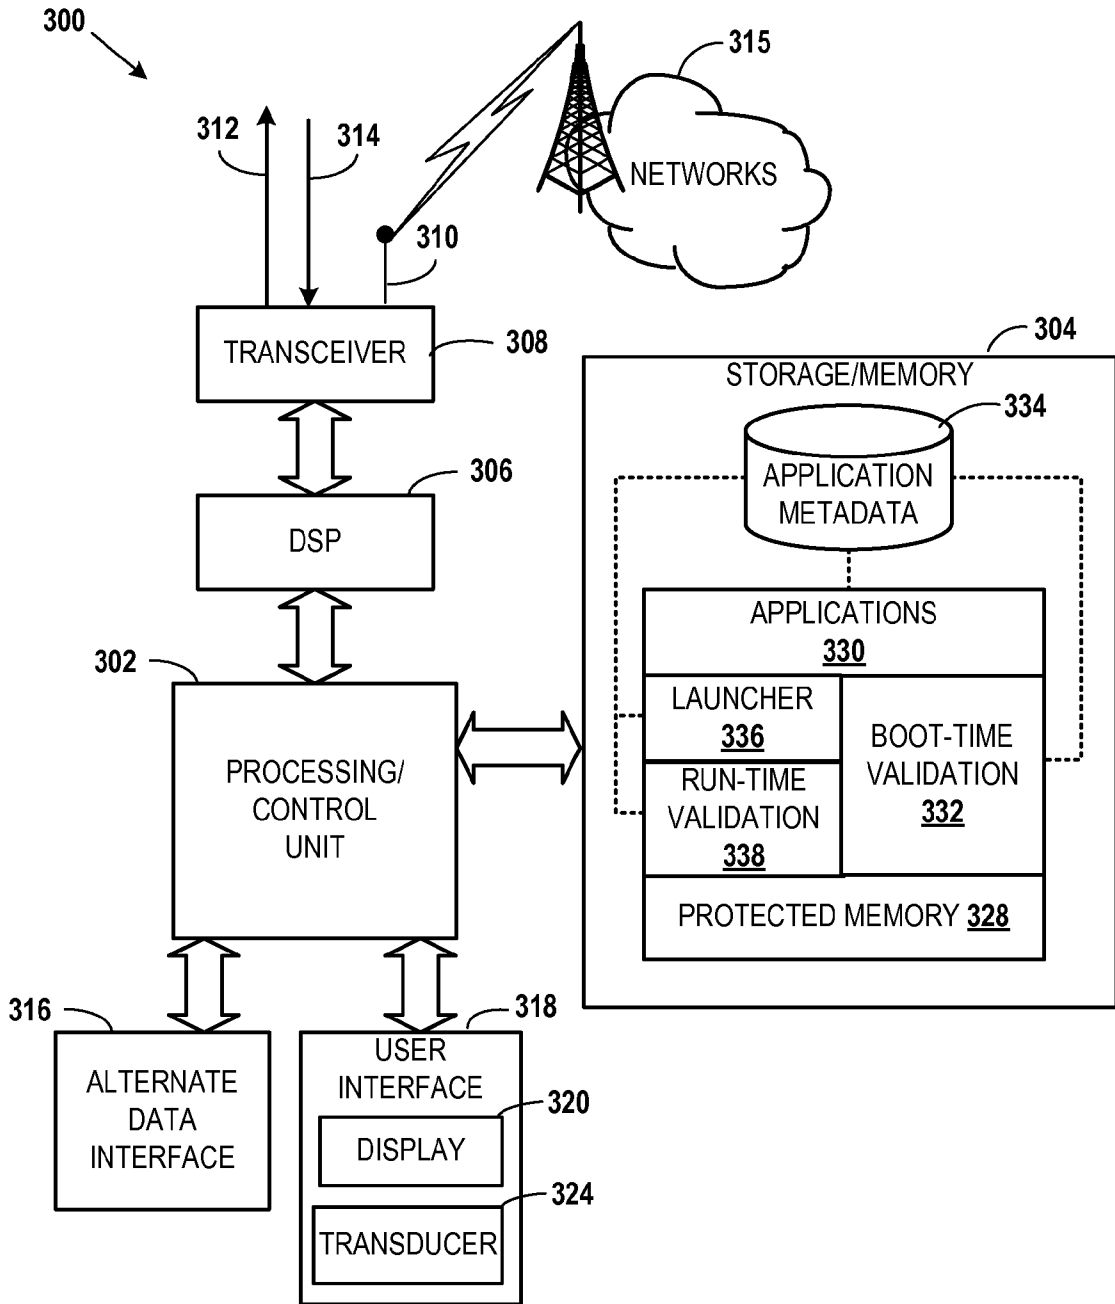 300
315
312
314
NETWORKS
310
TRANSCEIVER
308
304
STORAGE/MEMORY
334
306
APPLICATION
METADATA
DSP
APPLICATIONS
330
302
LAUNCHER
336
BOOT-TIME
VALIDATION
332
RUN-TIME
VALIDATION
338
PROCESSING/
CONTROL
UNIT
PROTECTED MEMORY 328
316
318
ALTERNATE
DATA
INTERFACE
USER
INTERFACE
320
DISPLAY
324
TRANSDUCER